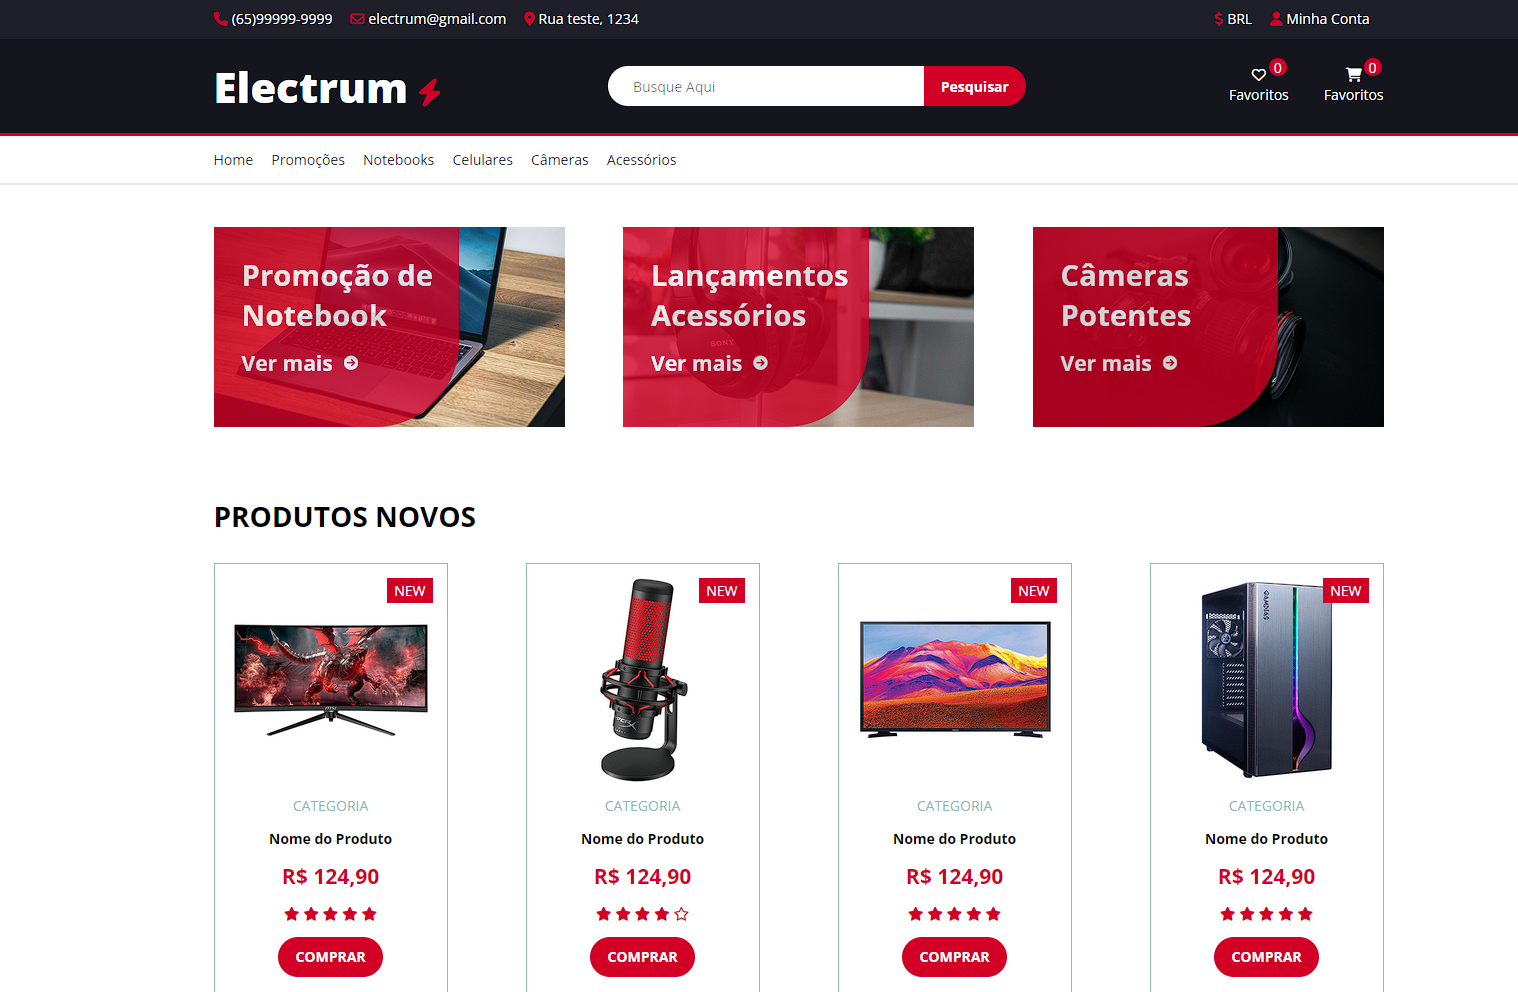 (65)99999-9999 electrum@gmail.com Rua teste, 1234 $ BRL Minha Conta
Electrum
Busque Aqui Pesquisar
0 0
Favoritos Favoritos
Home Promoções Notebooks Celulares Câmeras Acessórios
Promoção de
Notebook
Ver mais
Lançamentos
Acessórios
SONY
Ver mais
Câmeras
Potentes
Ver mais
PRODUTOS NOVOS
NEW
msi
CATEGORIA
Nome do Produto
R$ 124,90
COMPRAR
NEW
CATEGORIA
Nome do Produto
R$ 124,90
COMPRAR
NEW
CATEGORIA
Nome do Produto
R$ 124,90
COMPRAR
NEW
CATEGORIA
Nome do Produto
R$ 124,90
COMPRAR